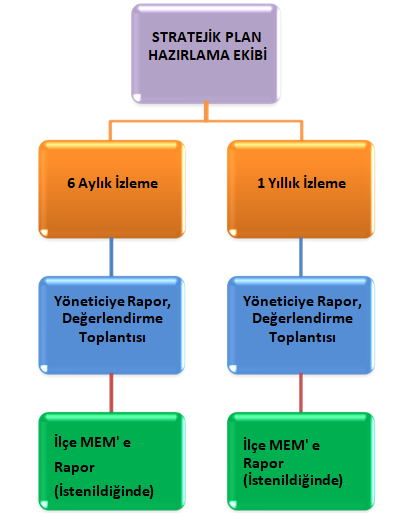 STRATEJİK PLAN
HAZIRLAMA EKİBİ
6 Aylık İzleme
1 Yıllık İzleme
Yöneticiye Rapor,
Değerlendirme
Toplantısı
Yöneticiye Rapor,
Değerlendirme
Toplantısı
İlçe MEM' e
Rapor
(İstenildiğinde)
İlçe MEM' e
Rapor
(İstenildiğinde)